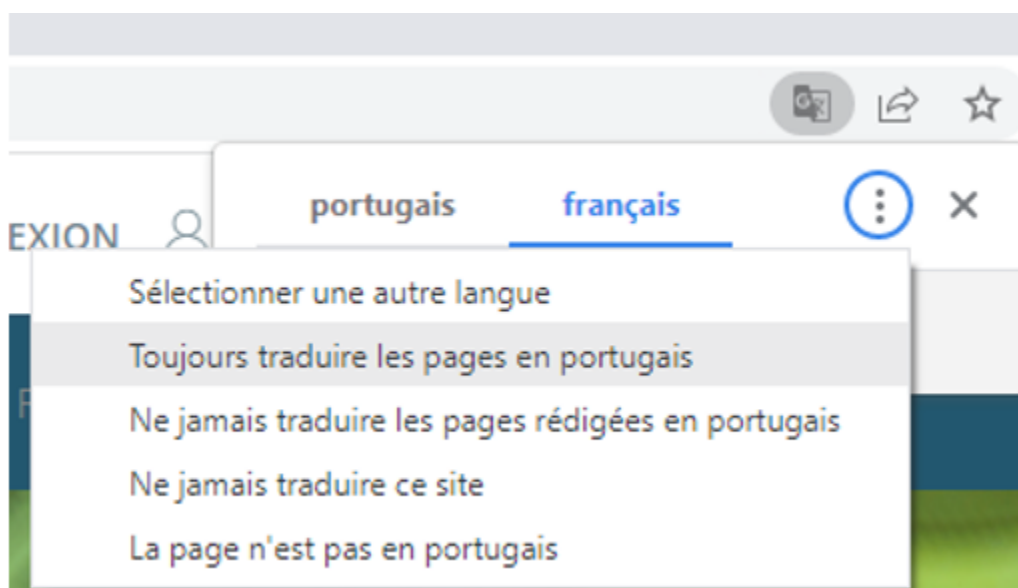 portugais français
EXION
Sélectionner une autre langue
Toujours traduire les pages en portugais
Ne jamais traduire les pages rédigées en portugais
Ne jamais traduire ce site
La page n'est pas en portugais